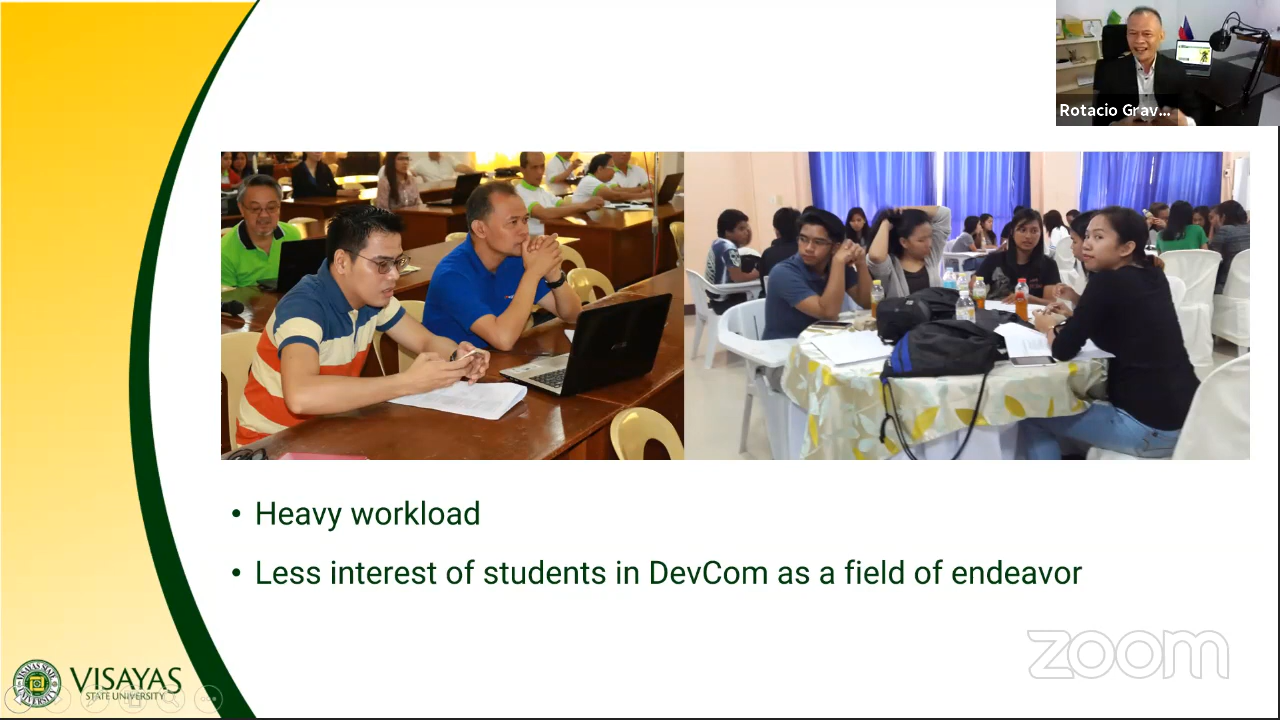 Rotacio Grav...
• Heavy workload
• Less interest of students in DevCom as a field of endeavor
VISAYAS
STATE UNIVERSITY
zoom